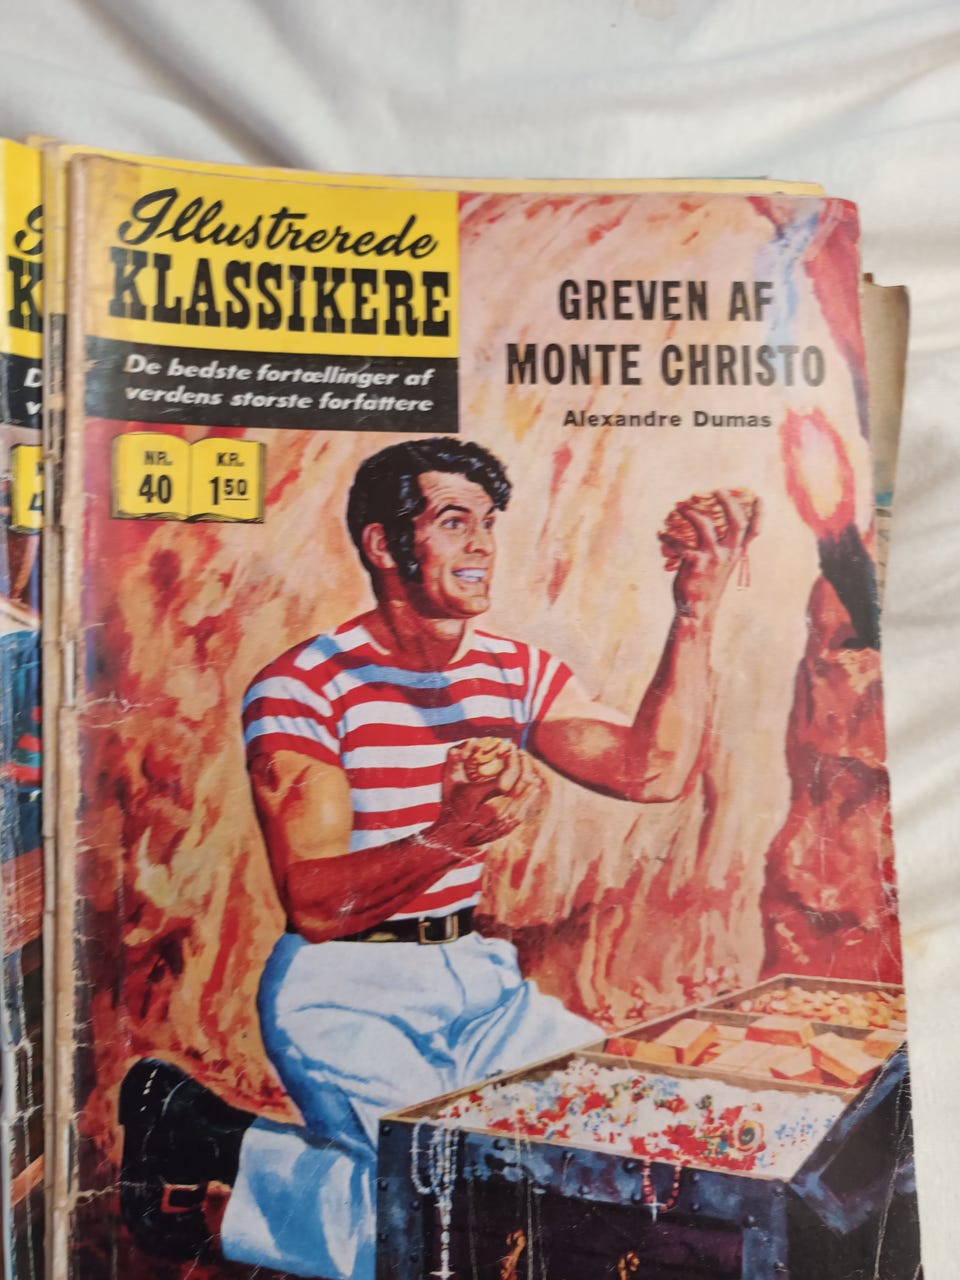 Illustrerede
KLASSIKERE
De bedste fortællinger af
verdens storste forfattere
NR.
40
KR.
1 50
GREVEN AF
MONTE CHRISTO
Alexandre Dumas